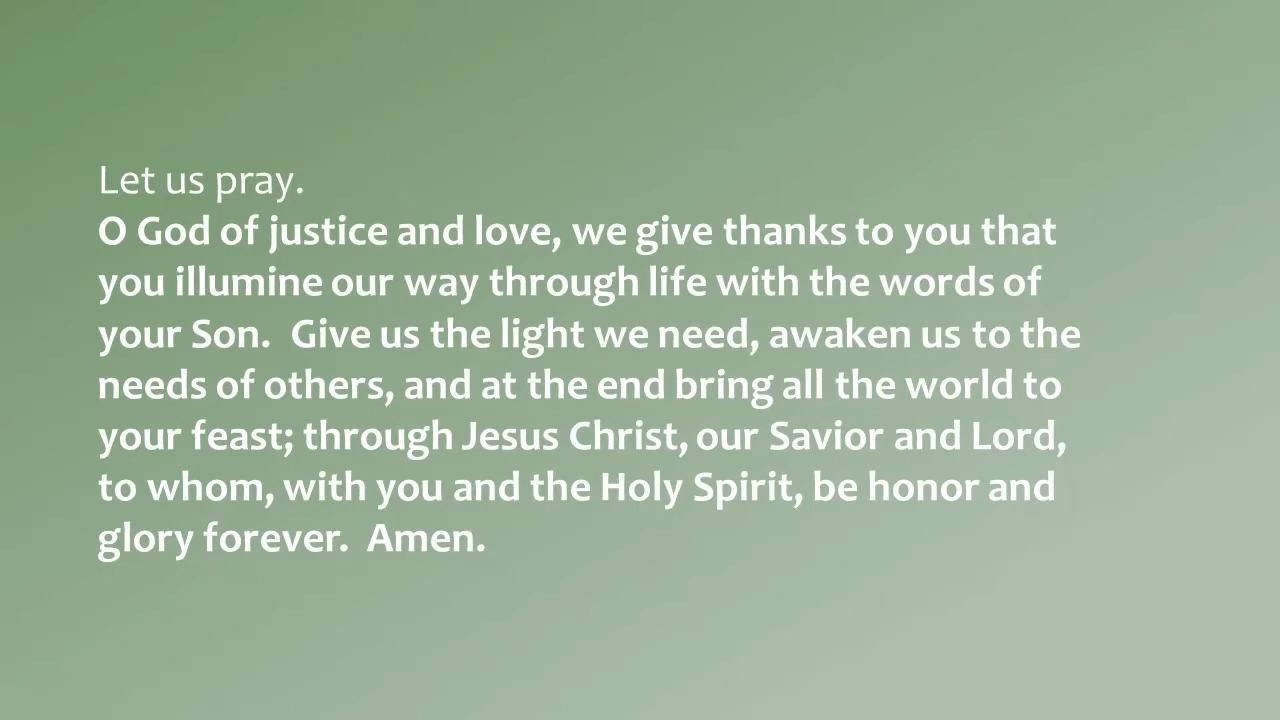 Let us pray.
O God of justice and love, we give thanks to you that
you illumine our way through life with the words of
your Son.  Give us the light we need, awaken us to the
needs of others, and at the end bring all the world to
your feast; through Jesus Christ, our Savior and Lord,
to whom, with you and the Holy Spirit, be honor and
glory forever.  Amen.